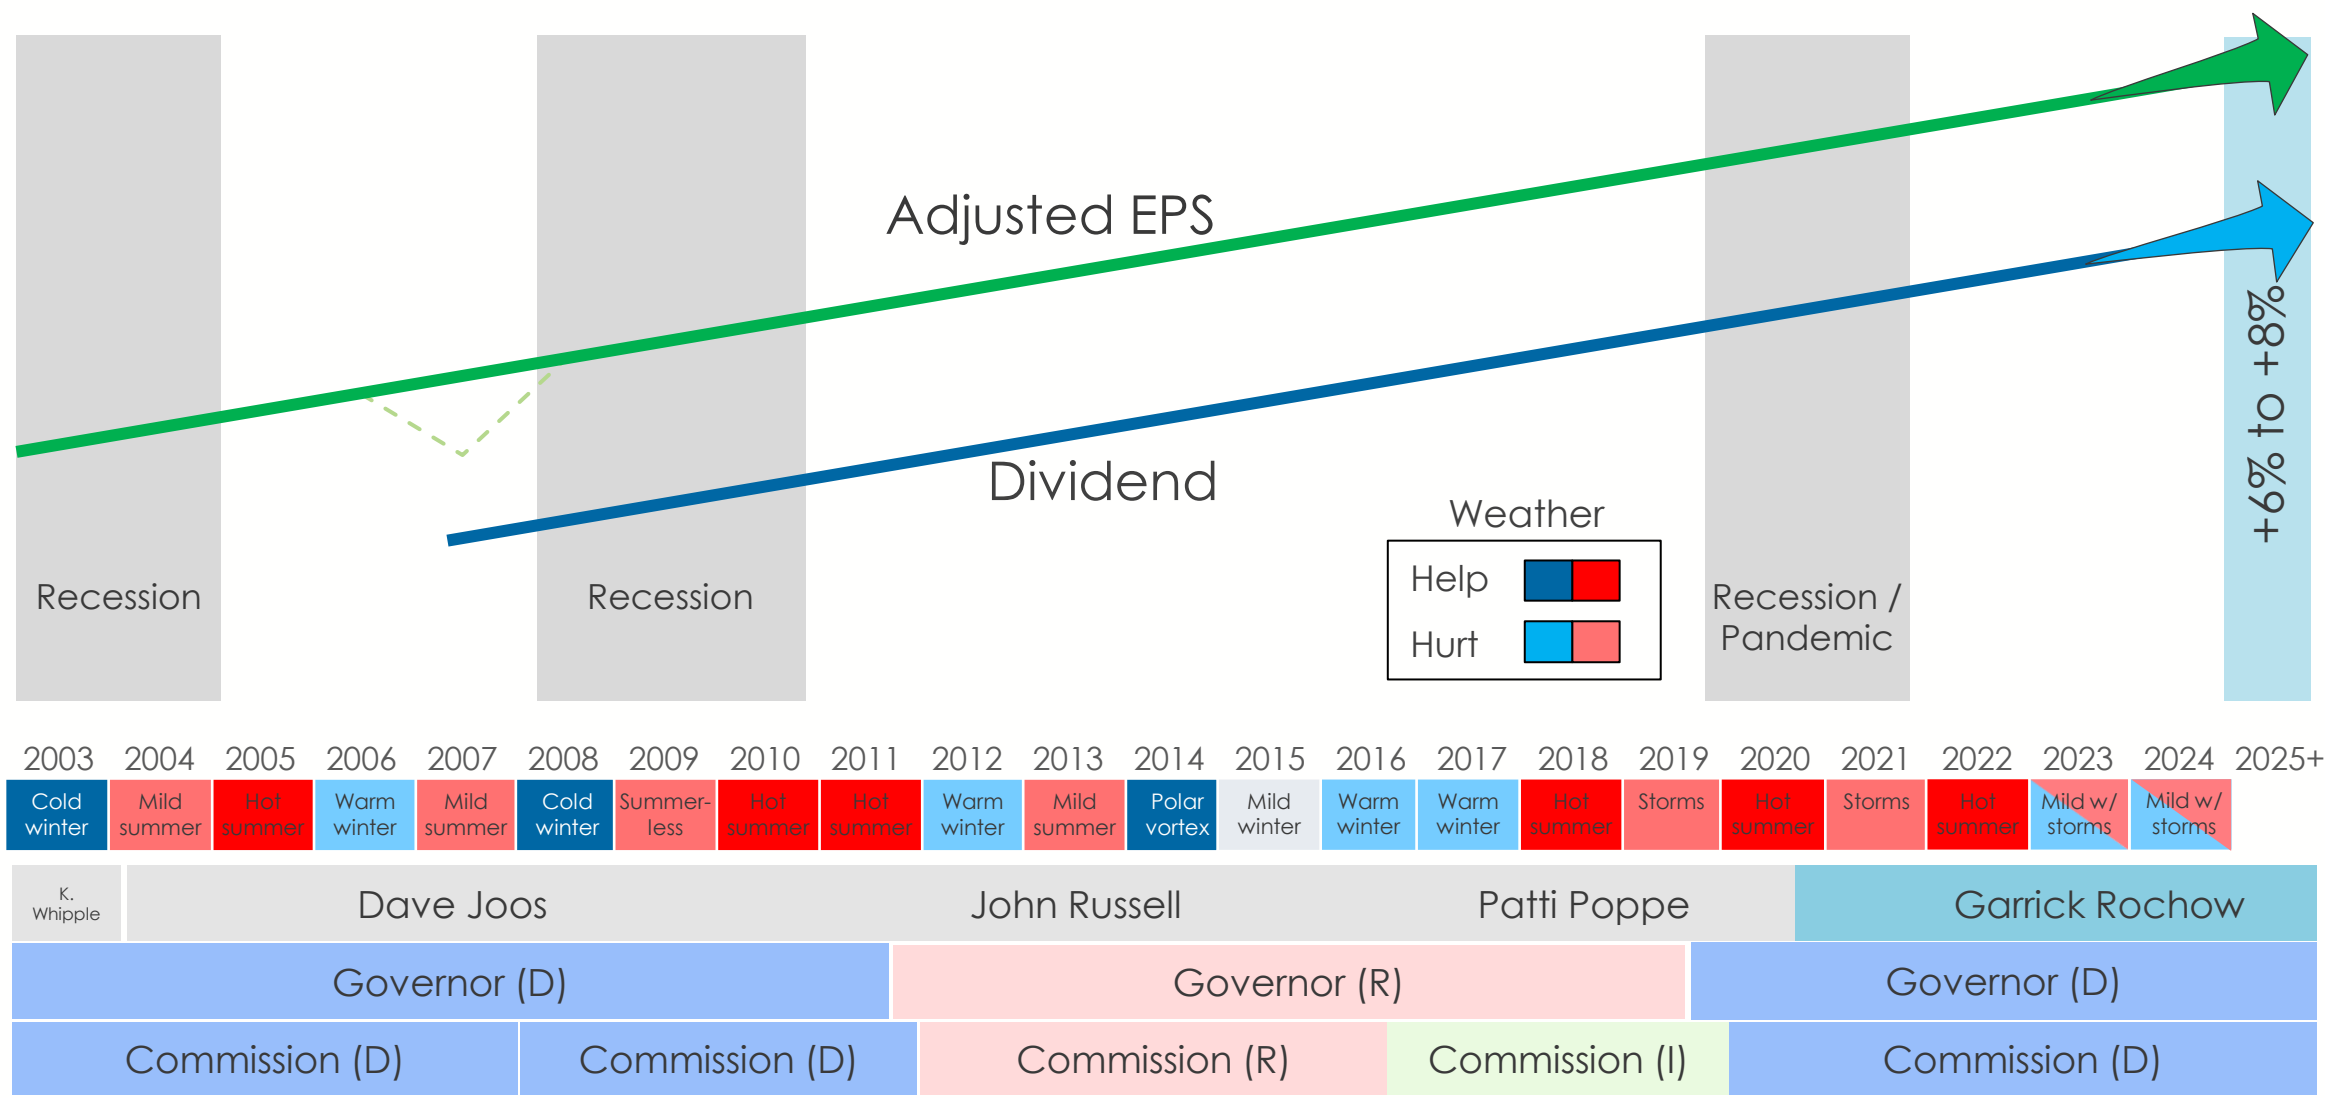 Adjusted EPS
Dividend
+6% to +8%
Weather
Help
Hurt
Recession
Recession
Recession /
Pandemic
2003 2004 2005 2006 2007 2008 2009 2010 2011 2012 2013 2014 2015 2016 2017 2018 2019 2020 2021 2022 2023 2024 2025+
Cold
winter
Mild
summer
Hot
summer
Warm
winter
Mild
summer
Cold
winter
Summer-
less
Hot
summer
Hot
summer
Warm
winter
Mild
summer
Polar
vortex
Mild
winter
Warm
winter
Warm
winter
Hot
summer
Storms
Hot
summer
Storms
Hot
summer
Mild w/
storms
Mild w/
storms
K.
Whipple
Dave Joos
John Russell
Patti Poppe
Garrick Rochow
Governor (D)
Governor (R)
Governor (D)
Commission (D)
Commission (D)
Commission (R)
Commission (I)
Commission (D)